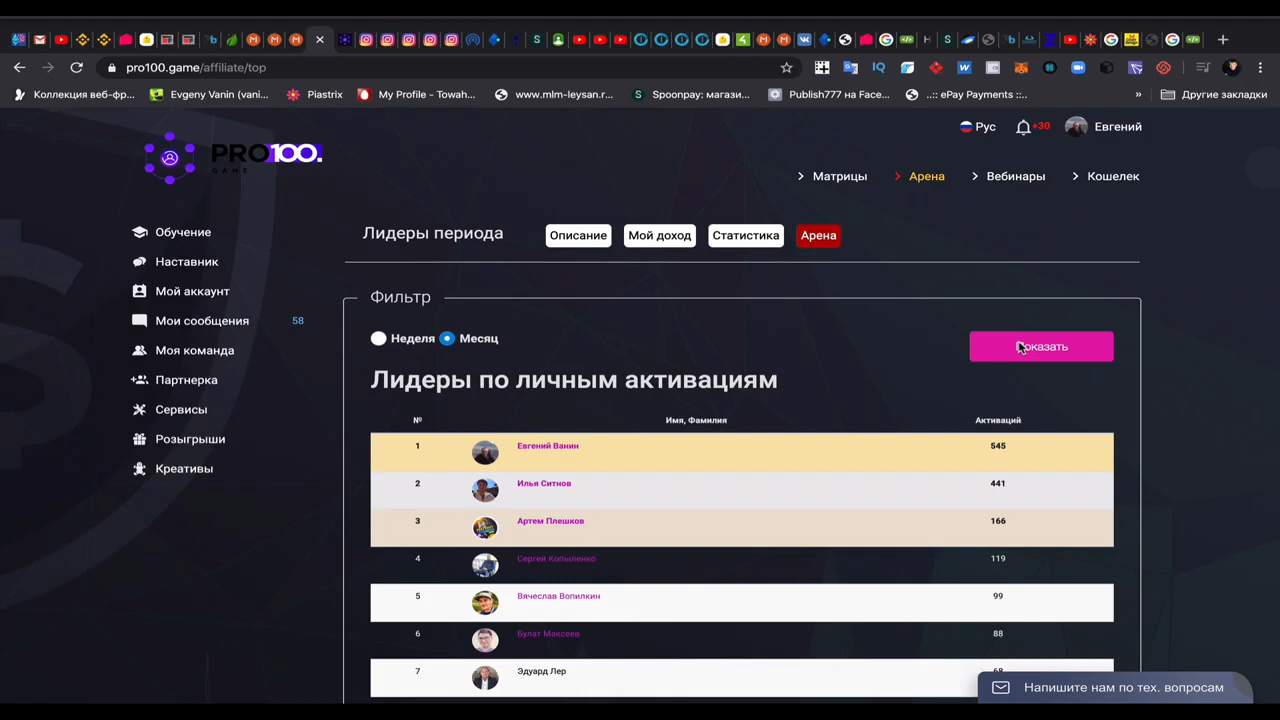 pro100.game/affiliate/top
Коллекция веб-фр...
Evgeny Vanin (vani...
Piastrix
My Profile - Towah...
www.mlm-leysan.r...
Spoonpay: магази...
Publish777 на Face...
..:: ePay Payments ::..
»
Другие закладки
PRO100.
GAME
Рус
+30
Евгений
Матрицы
Арена
Вебинары
Кошелек
Обучение
Наставник
Мой аккаунт
Мои сообщения 58
Моя команда
Партнерка
Сервисы
Розыгрыши
Креативы
Лидеры периода
Описание
Мой доход
Статистика
Арена
Фильтр
Неделя
Месяц
Показать
Лидеры по личным активациям
№ Имя, Фамилия Активаций
1 Евгений Ванин 545
2 Илья Ситнов 441
3 Артем Плешков 166
4 Сергей Копыленко 119
5 Вячеслав Вопилкин 99
6 Булат Максеев 88
7 Эдуард Лер 68
Напишите нам по тех. вопросам